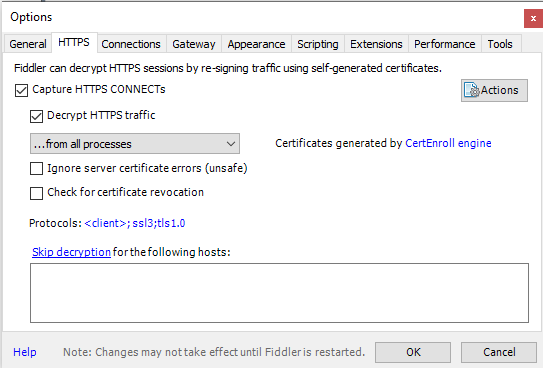 Options
x
General HTTPS Connections Gateway Appearance Scripting Extensions Performance Tools
Fiddler can decrypt HTTPS sessions by re-signing traffic using self-generated certificates.
Capture HTTPS CONNECTs
Actions
Decrypt HTTPS traffic
...from all processes
Certificates generated by CertEnroll engine
Ignore server certificate errors (unsafe)
Check for certificate revocation
Protocols: <client>; ssl3;tls1.0
Skip decryption for the following hosts:
Help Note: Changes may not take effect until Fiddler is restarted. OK Cancel